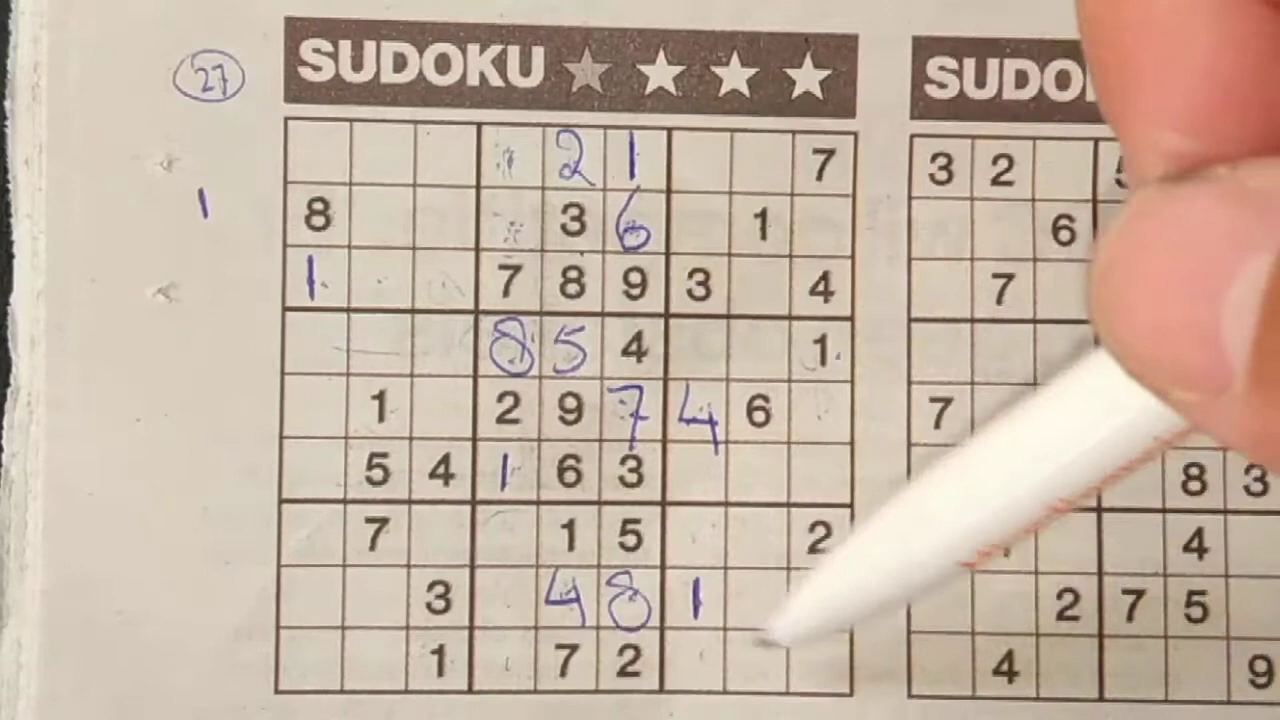 27
SUDOKU
2 1 7
1
8 3 6 1
1 7 8 9 3 4
8 5 4 1
1 2 9 7 4 6
5 4 1 6 3
7 1 5 2
3 4 8 1
1 7 2
3 2
6
7
7
8 3
4
2 7 5
4 9